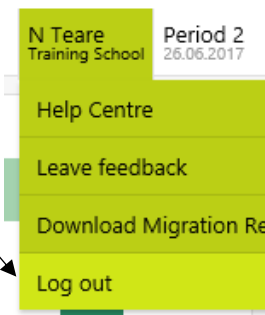 N Teare
Training School
Period 2
26.06.2017
Help Centre
Leave feedback
Download Migration Re
Log out